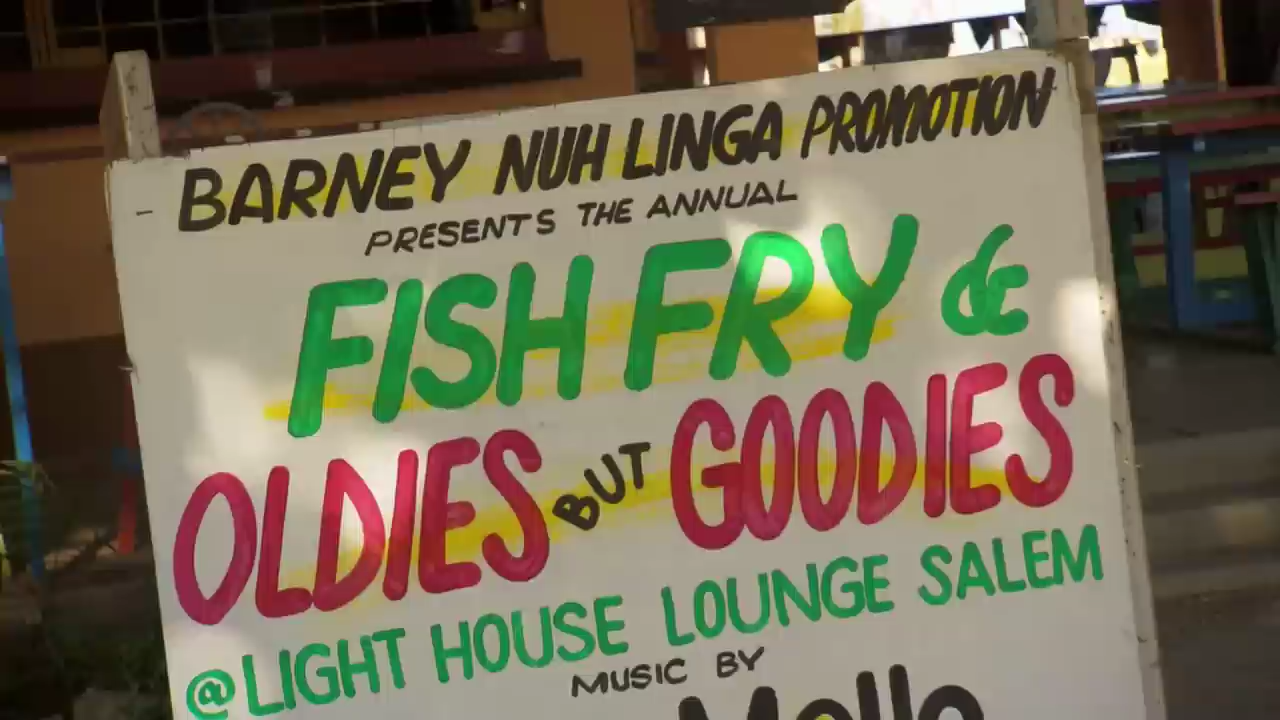 BARNEY NUH LINGA PROMOTION
PRESENTS THE ANNUAL
FISH FRY &
OLDIES BUT GOODIES
@LIGHT HOUSE LOUNGE SALEM
MUSIC BY